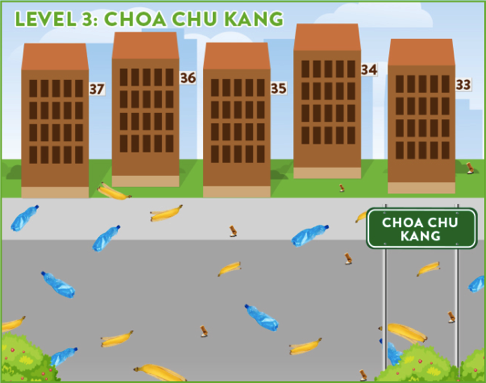 LEVEL 3: CHOA CHU KANG
37
36
35
34
33
CHOA CHU
KANG